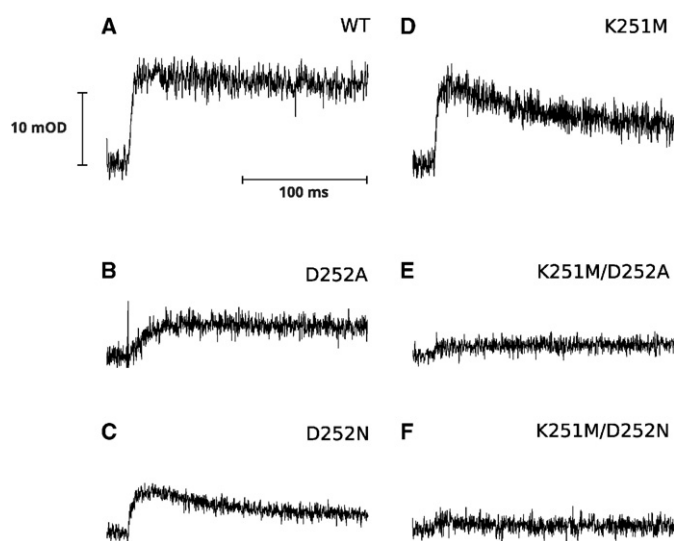 A
WT
10 mOD
100 ms
B
D252A
C
D252N
D
K251M
E
K251M/D252A
F
K251M/D252N